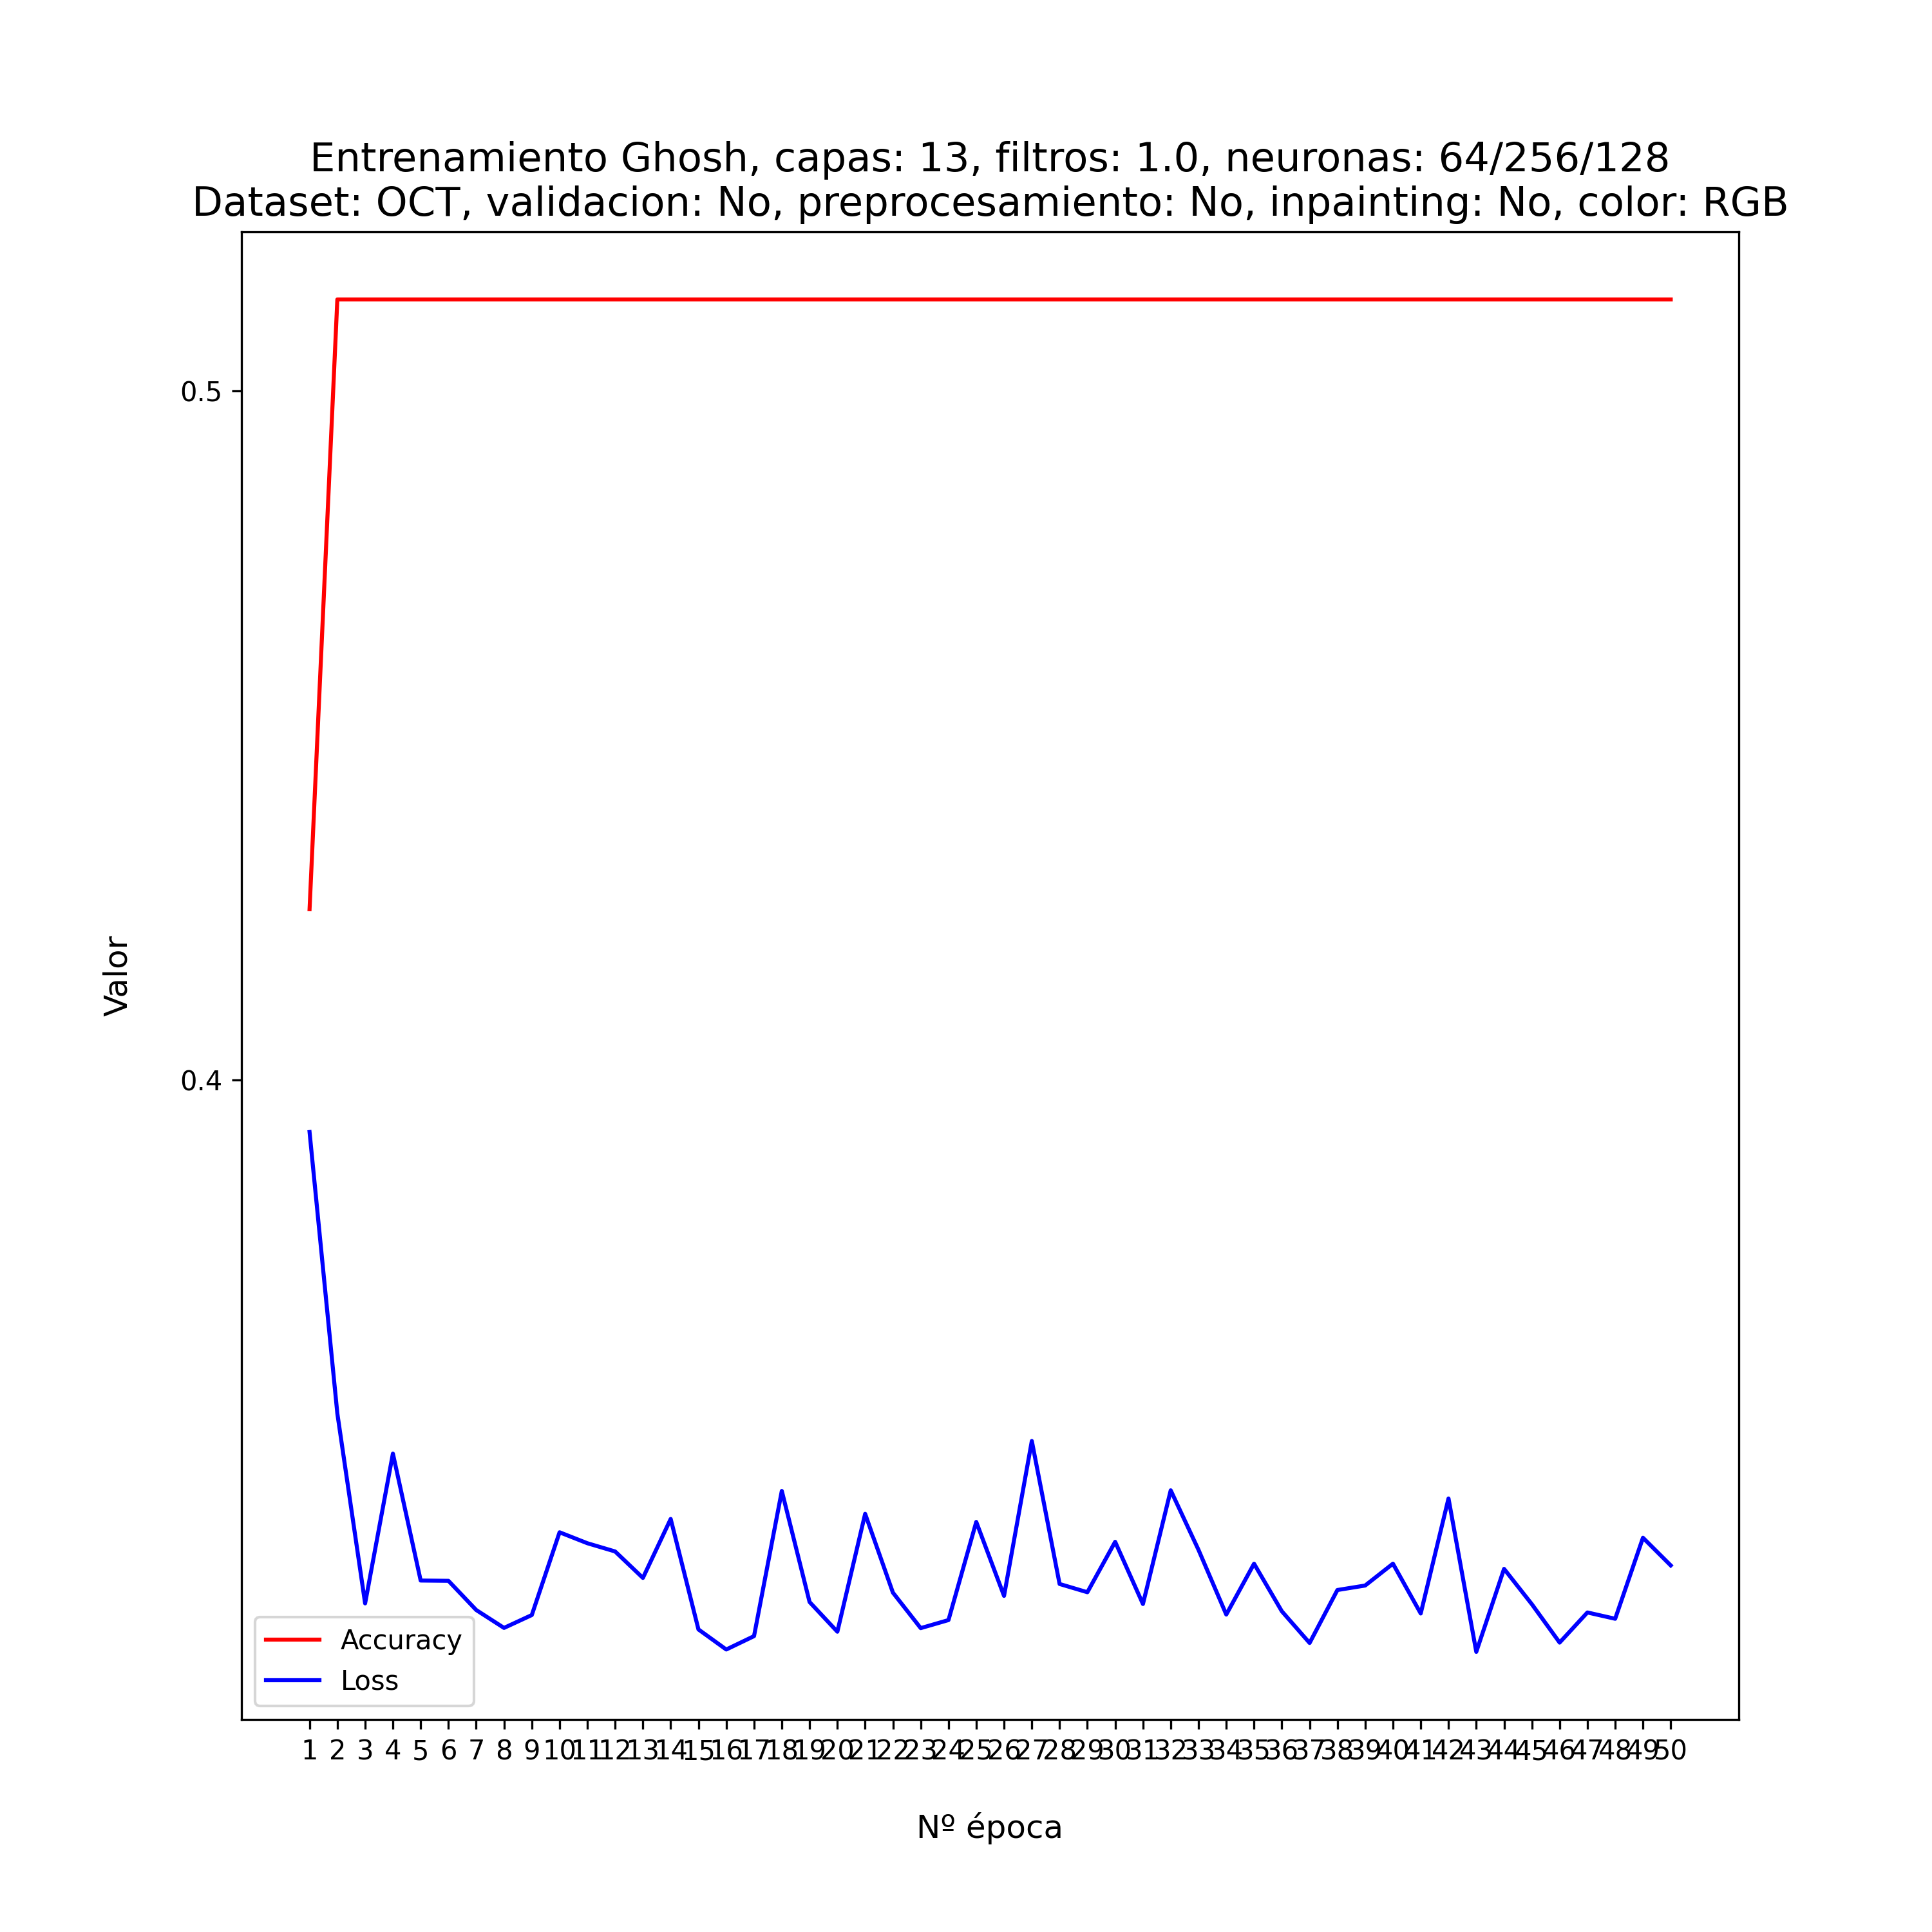 Entrenamiento Ghosh, capas: 13, filtros: 1.0, neuronas: 64/256/128
Dataset: OCT, validacion: No, preprocesamiento: No, inpainting: No, color: RGB
0.5
0.4
Valor
Accuracy
Loss
1 2 3 4 5 6 7 8 9 10 11 12 13 14 15 16 17 18 19 20 21 22 23 24 25 26 27 28 29 30 31 32 33 34 35 36 37 38 39 40 41 42 43 44 45 46 47 48 49 50
Nº época